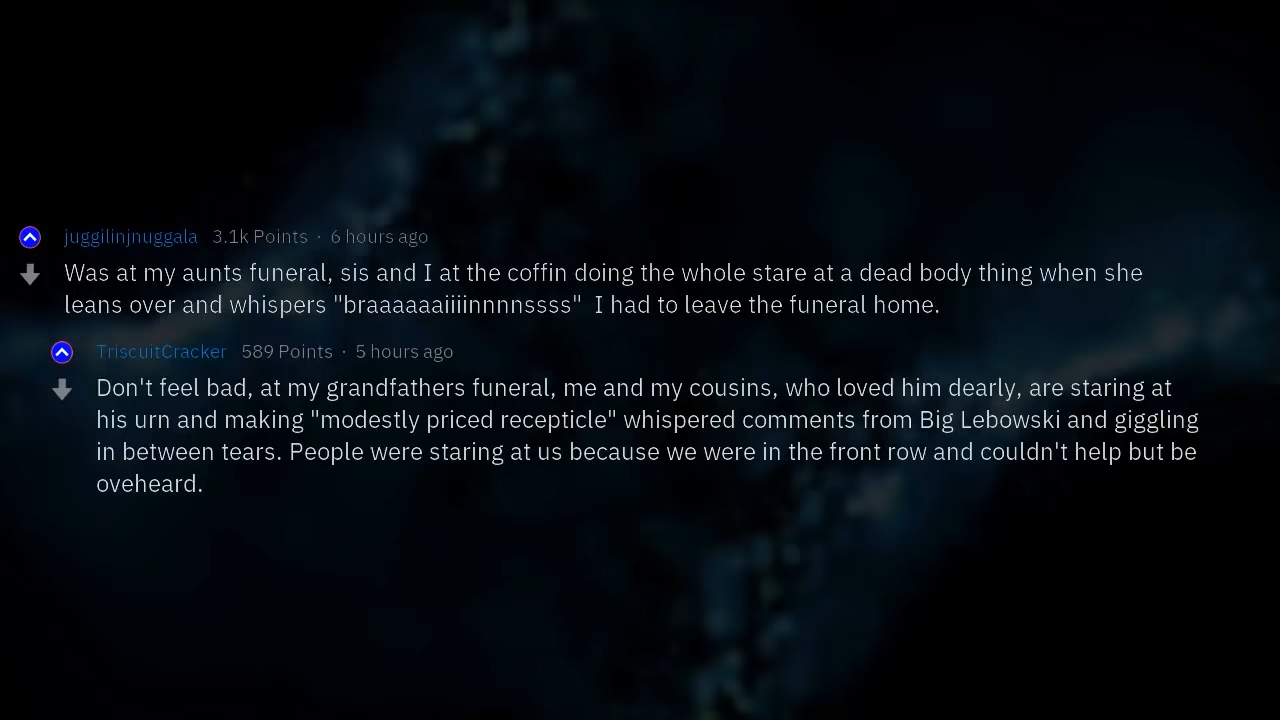 juggilinjnuggala 3.1k Points · 6 hours ago
Was at my aunts funeral, sis and I at the coffin doing the whole stare at a dead body thing when she
leans over and whispers "braaaaaaiiiinnnnssss" I had to leave the funeral home.
TriscuitCracker 589 Points · 5 hours ago
Don't feel bad, at my grandfathers funeral, me and my cousins, who loved him dearly, are staring at
his urn and making "modestly priced recepticle" whispered comments from Big Lebowski and giggling
in between tears. People were staring at us because we were in the front row and couldn't help but be
oveheard.